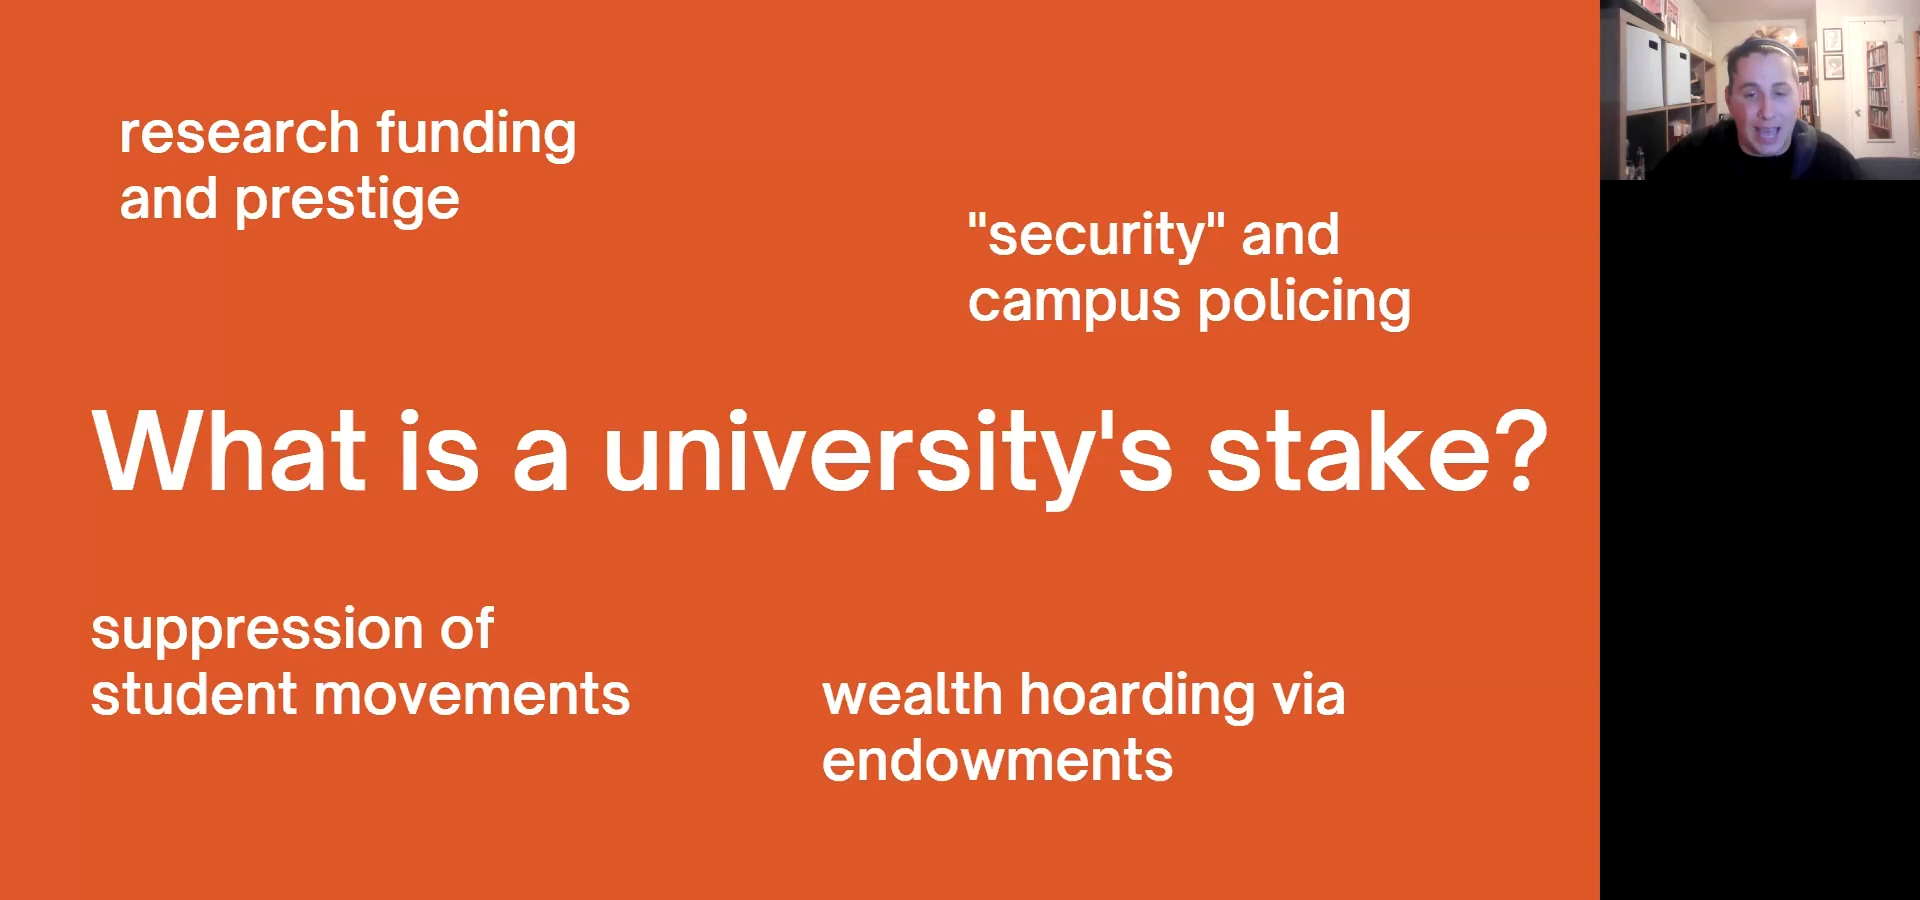 research funding
and prestige
"security" and
campus policing
What is a university's stake?
suppression of
student movements
wealth hoarding via
endowments